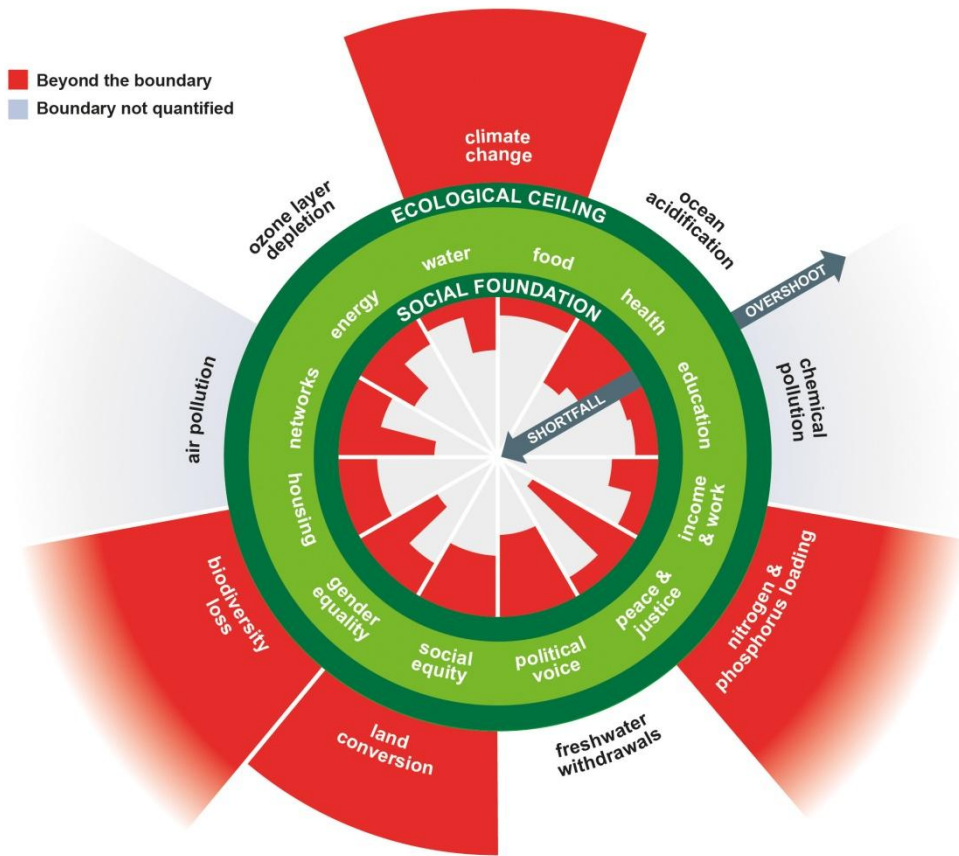 Beyond the boundary
Boundary not quantified
climate
change
ozone layer
depletion
ocean
acidification
ECOLOGICAL CEILING
water
food
energy
health
SOCIAL FOUNDATION
OVERSHOOT
SHORTFALL
networks
education
air pollution
chemical
pollution
housing
income
& work
biodiversity
loss
nitrogen &
phosphorus loading
gender
equality
peace &
justice
social
equity
political
voice
land
conversion
freshwater
withdrawals